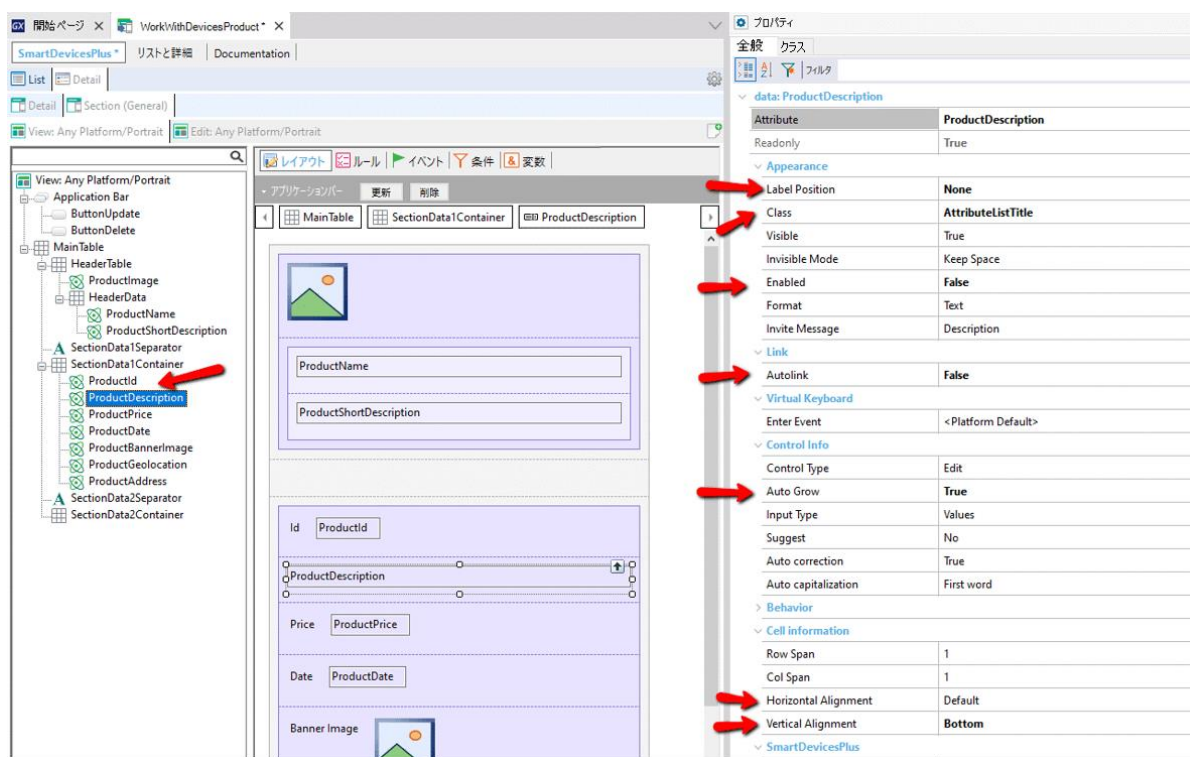 開始ページ X WorkWithDevicesProduct * X
SmartDevicesPlus * リストと詳細 Documentation
List Detail
Detail Section (General)
View: Any Platform/Portrait Edit: Any Platform/Portrait
View: Any Platform/Portrait
Application Bar
ButtonUpdate
ButtonDelete
MainTable
HeaderTable
ProductImage
HeaderData
ProductName
ProductShortDescription
SectionData1Separator
SectionData1Container
ProductId
ProductDescription
ProductPrice
ProductDate
ProductBannerImage
ProductGeolocation
ProductAddress
SectionData2Separator
SectionData2Container
レイアウト ルール イベント 条件 変数
アプリケーションバー 更新 削除
MainTable SectionData1Container ProductDescription
ProductName
ProductShortDescription
Id ProductId
ProductDescription
Price ProductPrice
Date ProductDate
Banner Image
プロパティ
全般 クラス
フィルタ
data: ProductDescription
Attribute ProductDescription
Readonly True
Appearance
Label Position None
Class AttributeListTitle
Visible True
Invisible Mode Keep Space
Enabled False
Format Text
Invite Message Description
Link
Autolink False
Virtual Keyboard
Enter Event <Platform Default>
Control Info
Control Type Edit
Auto Grow True
Input Type Values
Suggest No
Auto correction True
Auto capitalization First word
Behavior
Cell information
Row Span 1
Col Span 1
Horizontal Alignment Default
Vertical Alignment Bottom
SmartDevicesPlus